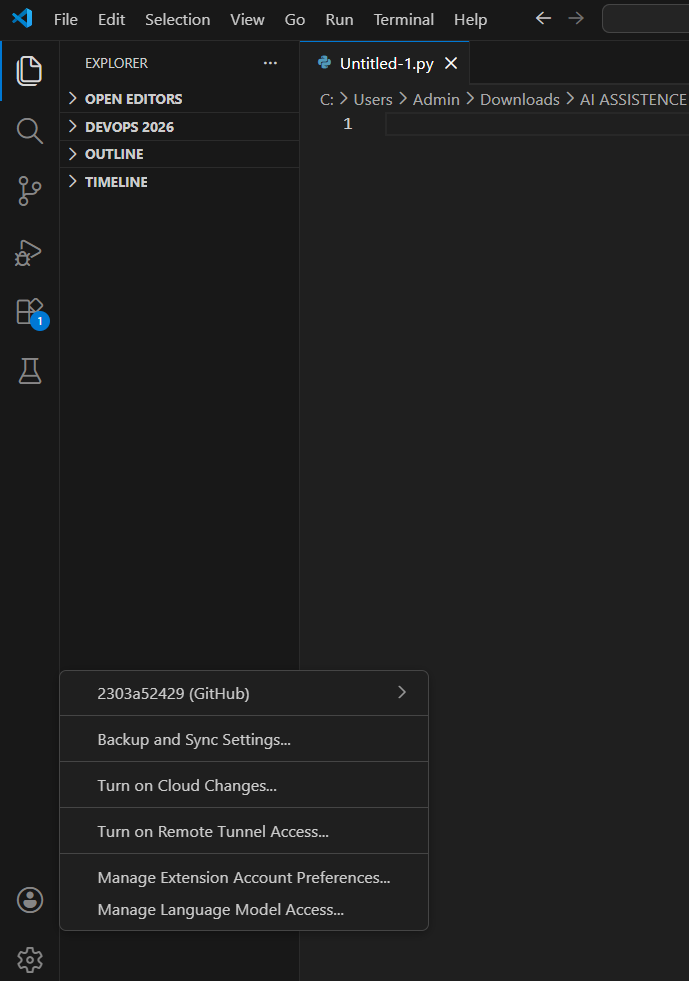 File Edit Selection View Go Run Terminal Help
EXPLORER
OPEN EDITORS
DEVOPS 2026
OUTLINE
TIMELINE
Untitled-1.py
C: > Users > Admin > Downloads > AI ASSISTENCE
1
1
2303a52429 (GitHub)
Backup and Sync Settings...
Turn on Cloud Changes...
Turn on Remote Tunnel Access...
Manage Extension Account Preferences...
Manage Language Model Access...